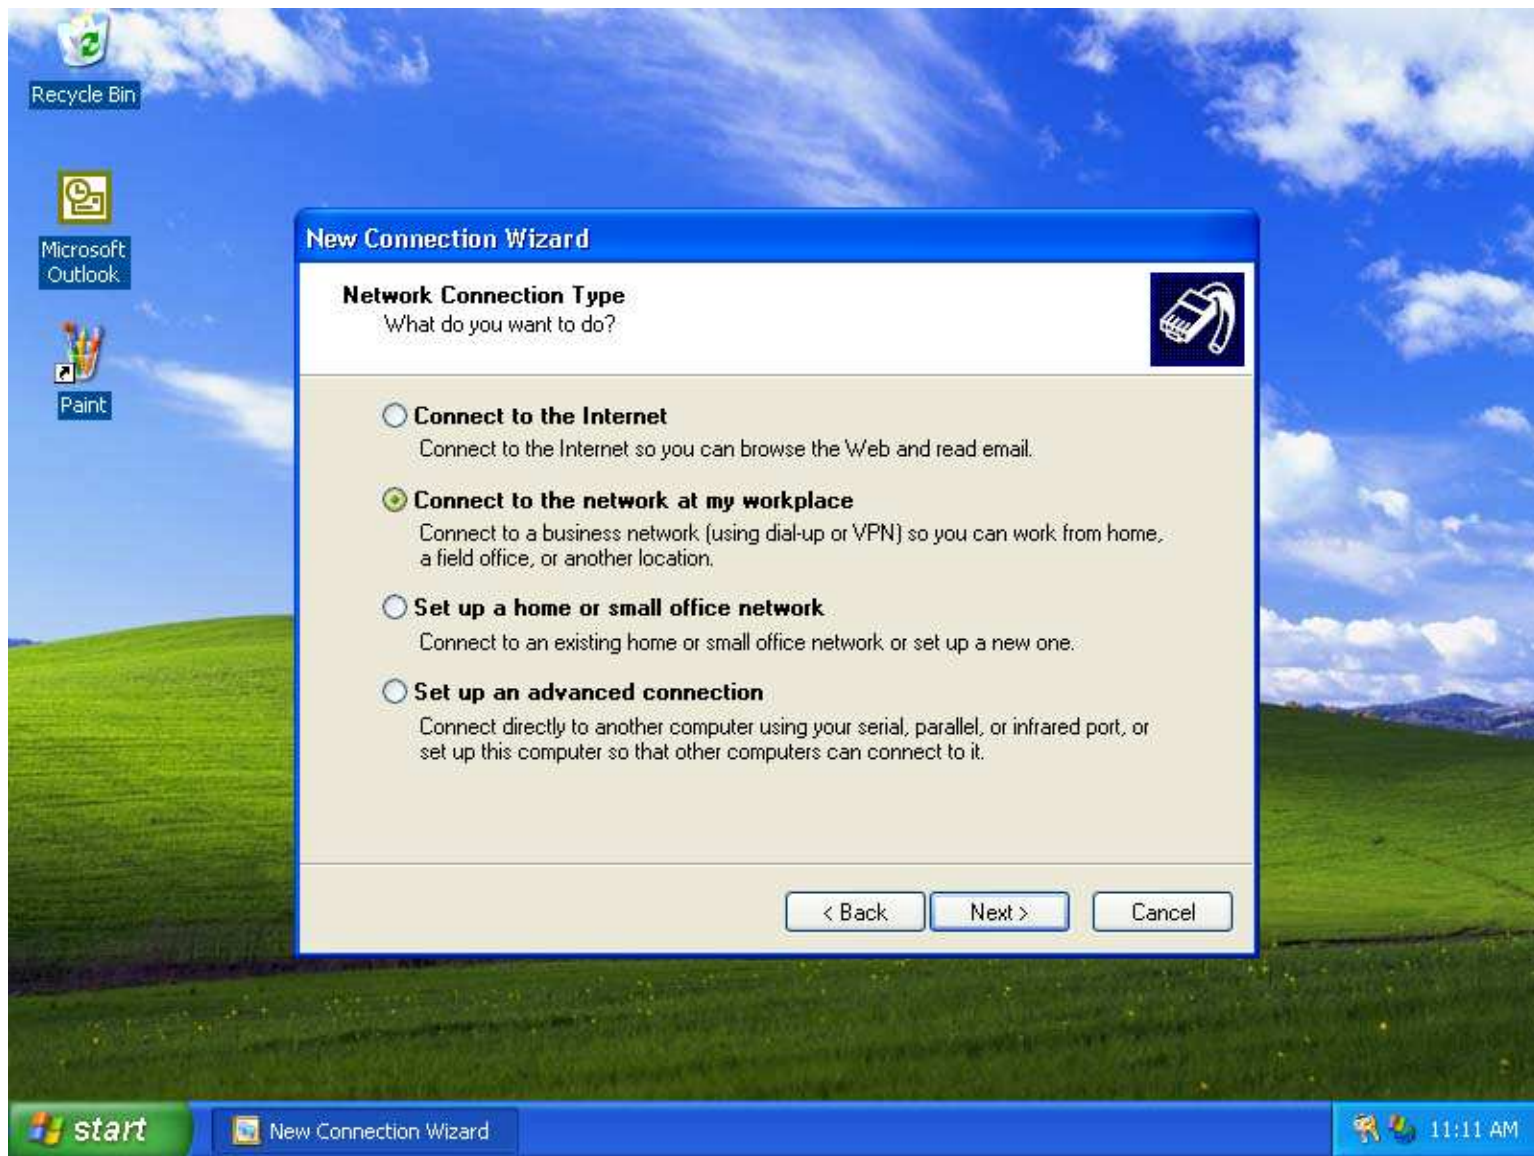 Recycle Bin
Microsoft
Outlook
Paint
New Connection Wizard
Network Connection Type
What do you want to do?
Connect to the Internet
Connect to the Internet so you can browse the Web and read email.
Connect to the network at my workplace
Connect to a business network (using dial-up or VPN) so you can work from home,
a field office, or another location.
Set up a home or small office network
Connect to an existing home or small office network or set up a new one.
Set up an advanced connection
Connect directly to another computer using your serial, parallel, or infrared port, or
set up this computer so that other computers can connect to it.
< Back
Next >
Cancel
start
New Connection Wizard
11:11 AM